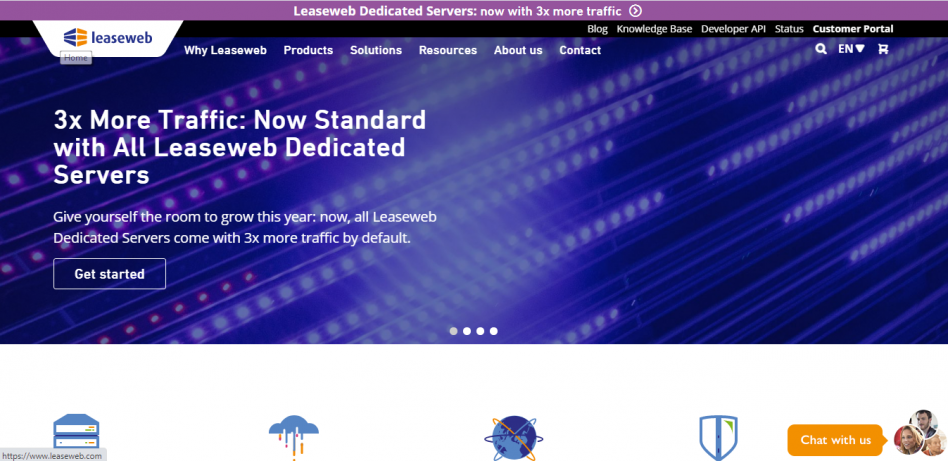 Leaseweb Dedicated Servers: now with 3x more traffic
Blog Knowledge Base Developer API Status Customer Portal
leaseweb
Home
Why Leaseweb Products Solutions Resources About us Contact
EN
3x More Traffic: Now Standard
with All Leaseweb Dedicated
Servers
Give yourself the room to grow this year: now, all Leaseweb
Dedicated Servers come with 3x more traffic by default.
Get started
Chat with us
https://www.leaseweb.com